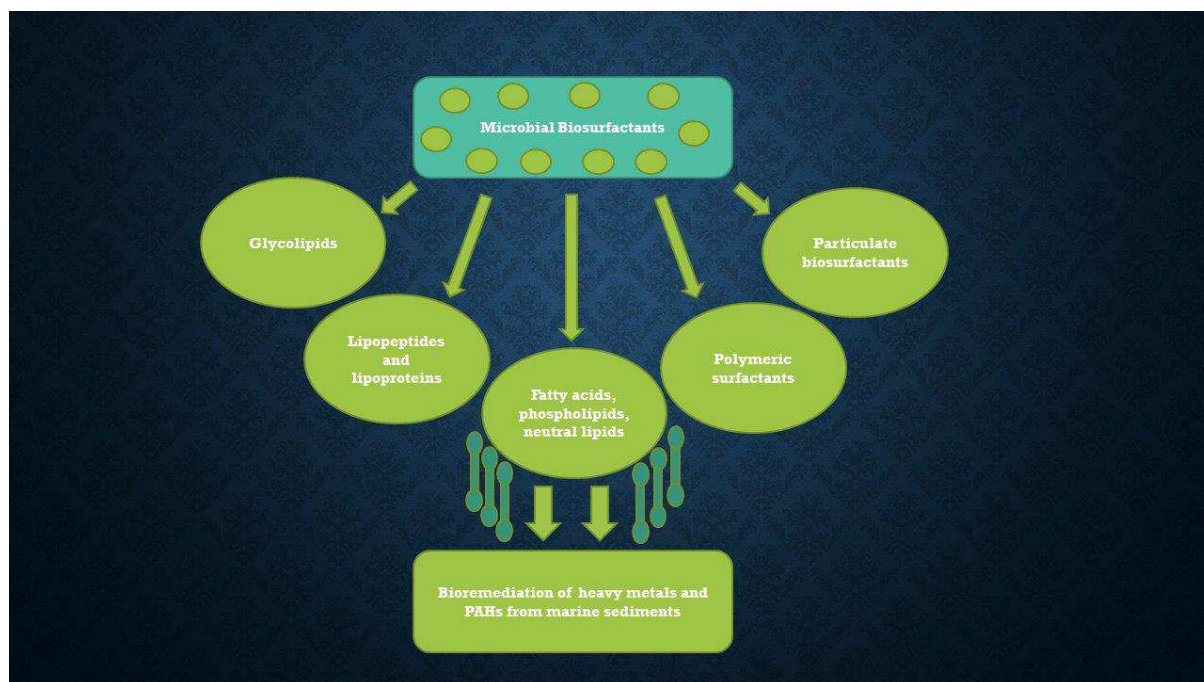 Microbial Biosurfactants
Glycolipids
Particulate
biosurfactants
Lipopeptides
and
lipoproteins
Polymeric
surfactants
Fatty acids,
phospholipids,
neutral lipids
Bioremediation of heavy metals and
PAHs from marine sediments